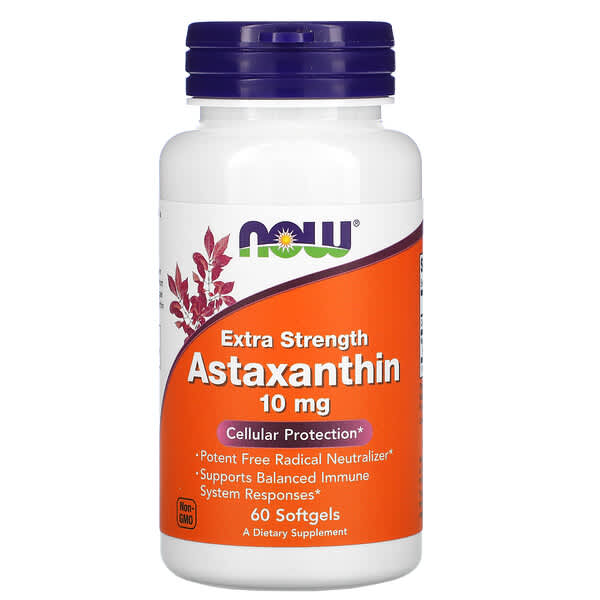 NOW®
Extra Strength
Astaxanthin
10 mg
Cellular Protection*
• Potent Free Radical Neutralizer*
• Supports Balanced Immune
System Responses*
Non-
GMO
60 Softgels
A Dietary Supplement